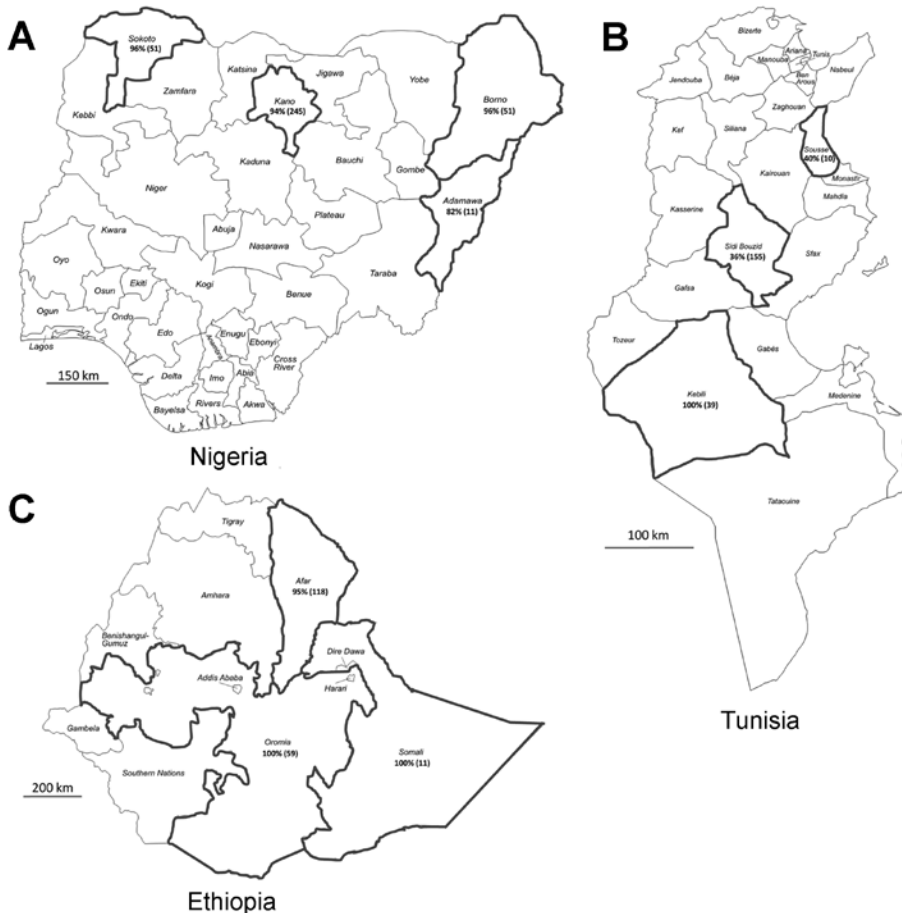 A
Sokoto
96% (51)
Katsina
Jigawa
Yobe
Borno
96% (51)
Kebbi
Zamfara
Kano
94% (245)
Kaduna
Bauchi
Gombe
Adamawa
82% (11)
Niger
Plateau
Kwara
Abuja
Nasarawa
Taraba
Oyo
Osun
Ekiti
Kogi
Benue
Ogun
Ondo
Edo
Enugu
Ebonyi
Anambra
Cross
River
Lagos
Delta
Imo
Abia
Bayelsa
Rivers
Akwa
150 km
Nigeria
B
Bizerte
Ariana
Tunis
Manouba
Ben
Arous
Nabeul
Jendouba
Béja
Zaghouan
Kef
Siliana
Sousse
40% (10)
Kairouan
Monastir
Mahdia
Kasserine
Sidi Bouzid
36% (155)
Sfax
Gafsa
Tozeur
Gabés
Kebili
100% (39)
Medenine
Tataouine
100 km
Tunisia
C
Tigray
Afar
95% (118)
Amhara
Benishangul-
Gumuz
Dire Dawa
Addis Ababa
Harari
Gambela
Oromia
100% (59)
Somali
100% (11)
Southern Nations
200 km
Ethiopia